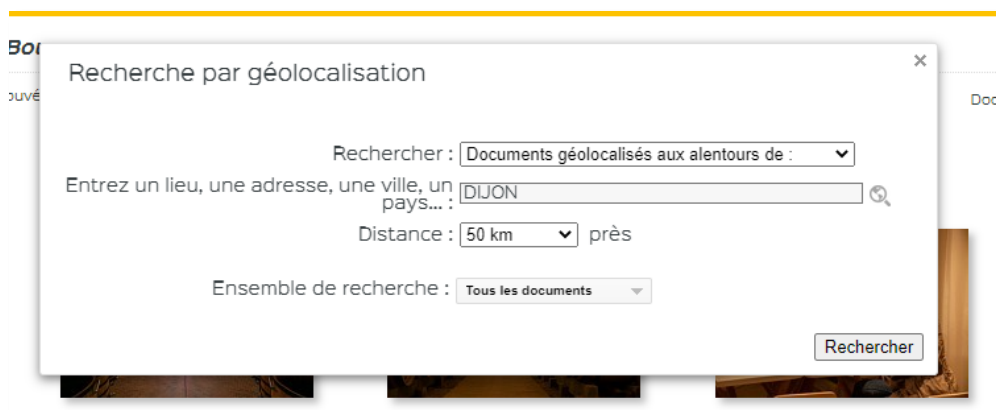 Recherche par géolocalisation
×
Rechercher : Documents géolocalisés aux alentours de :
Entrez un lieu, une adresse, une ville, un
pays... : DIJON
Distance : 50 km près
Ensemble de recherche : Tous les documents
Rechercher